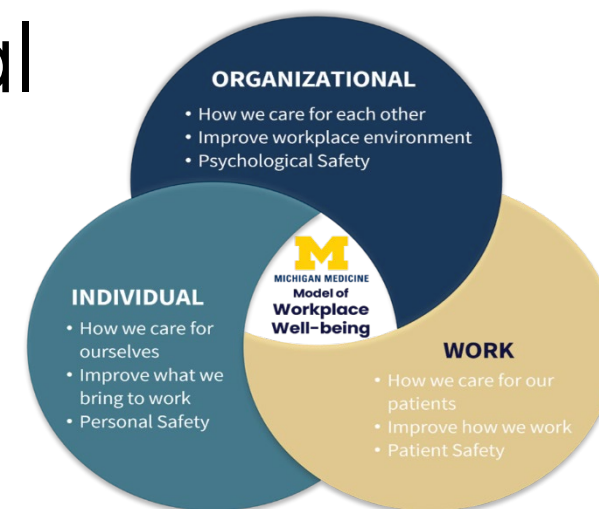 al
ORGANIZATIONAL
• How we care for each other
• Improve workplace environment
• Psychological Safety
M
MICHIGAN MEDICINE
Model of
Workplace
Well-being
INDIVIDUAL
• How we care for
ourselves
• Improve what we
bring to work
• Personal Safety
WORK
• How we care for our
patients
• Improve how we work
• Patient Safety